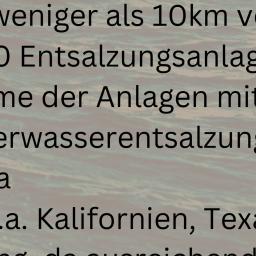 weniger als 10km v
0 Entsalzungsanlag
me der Anlagen mit
erwasserentsalzung
a
.a. Kalifornien, Texa